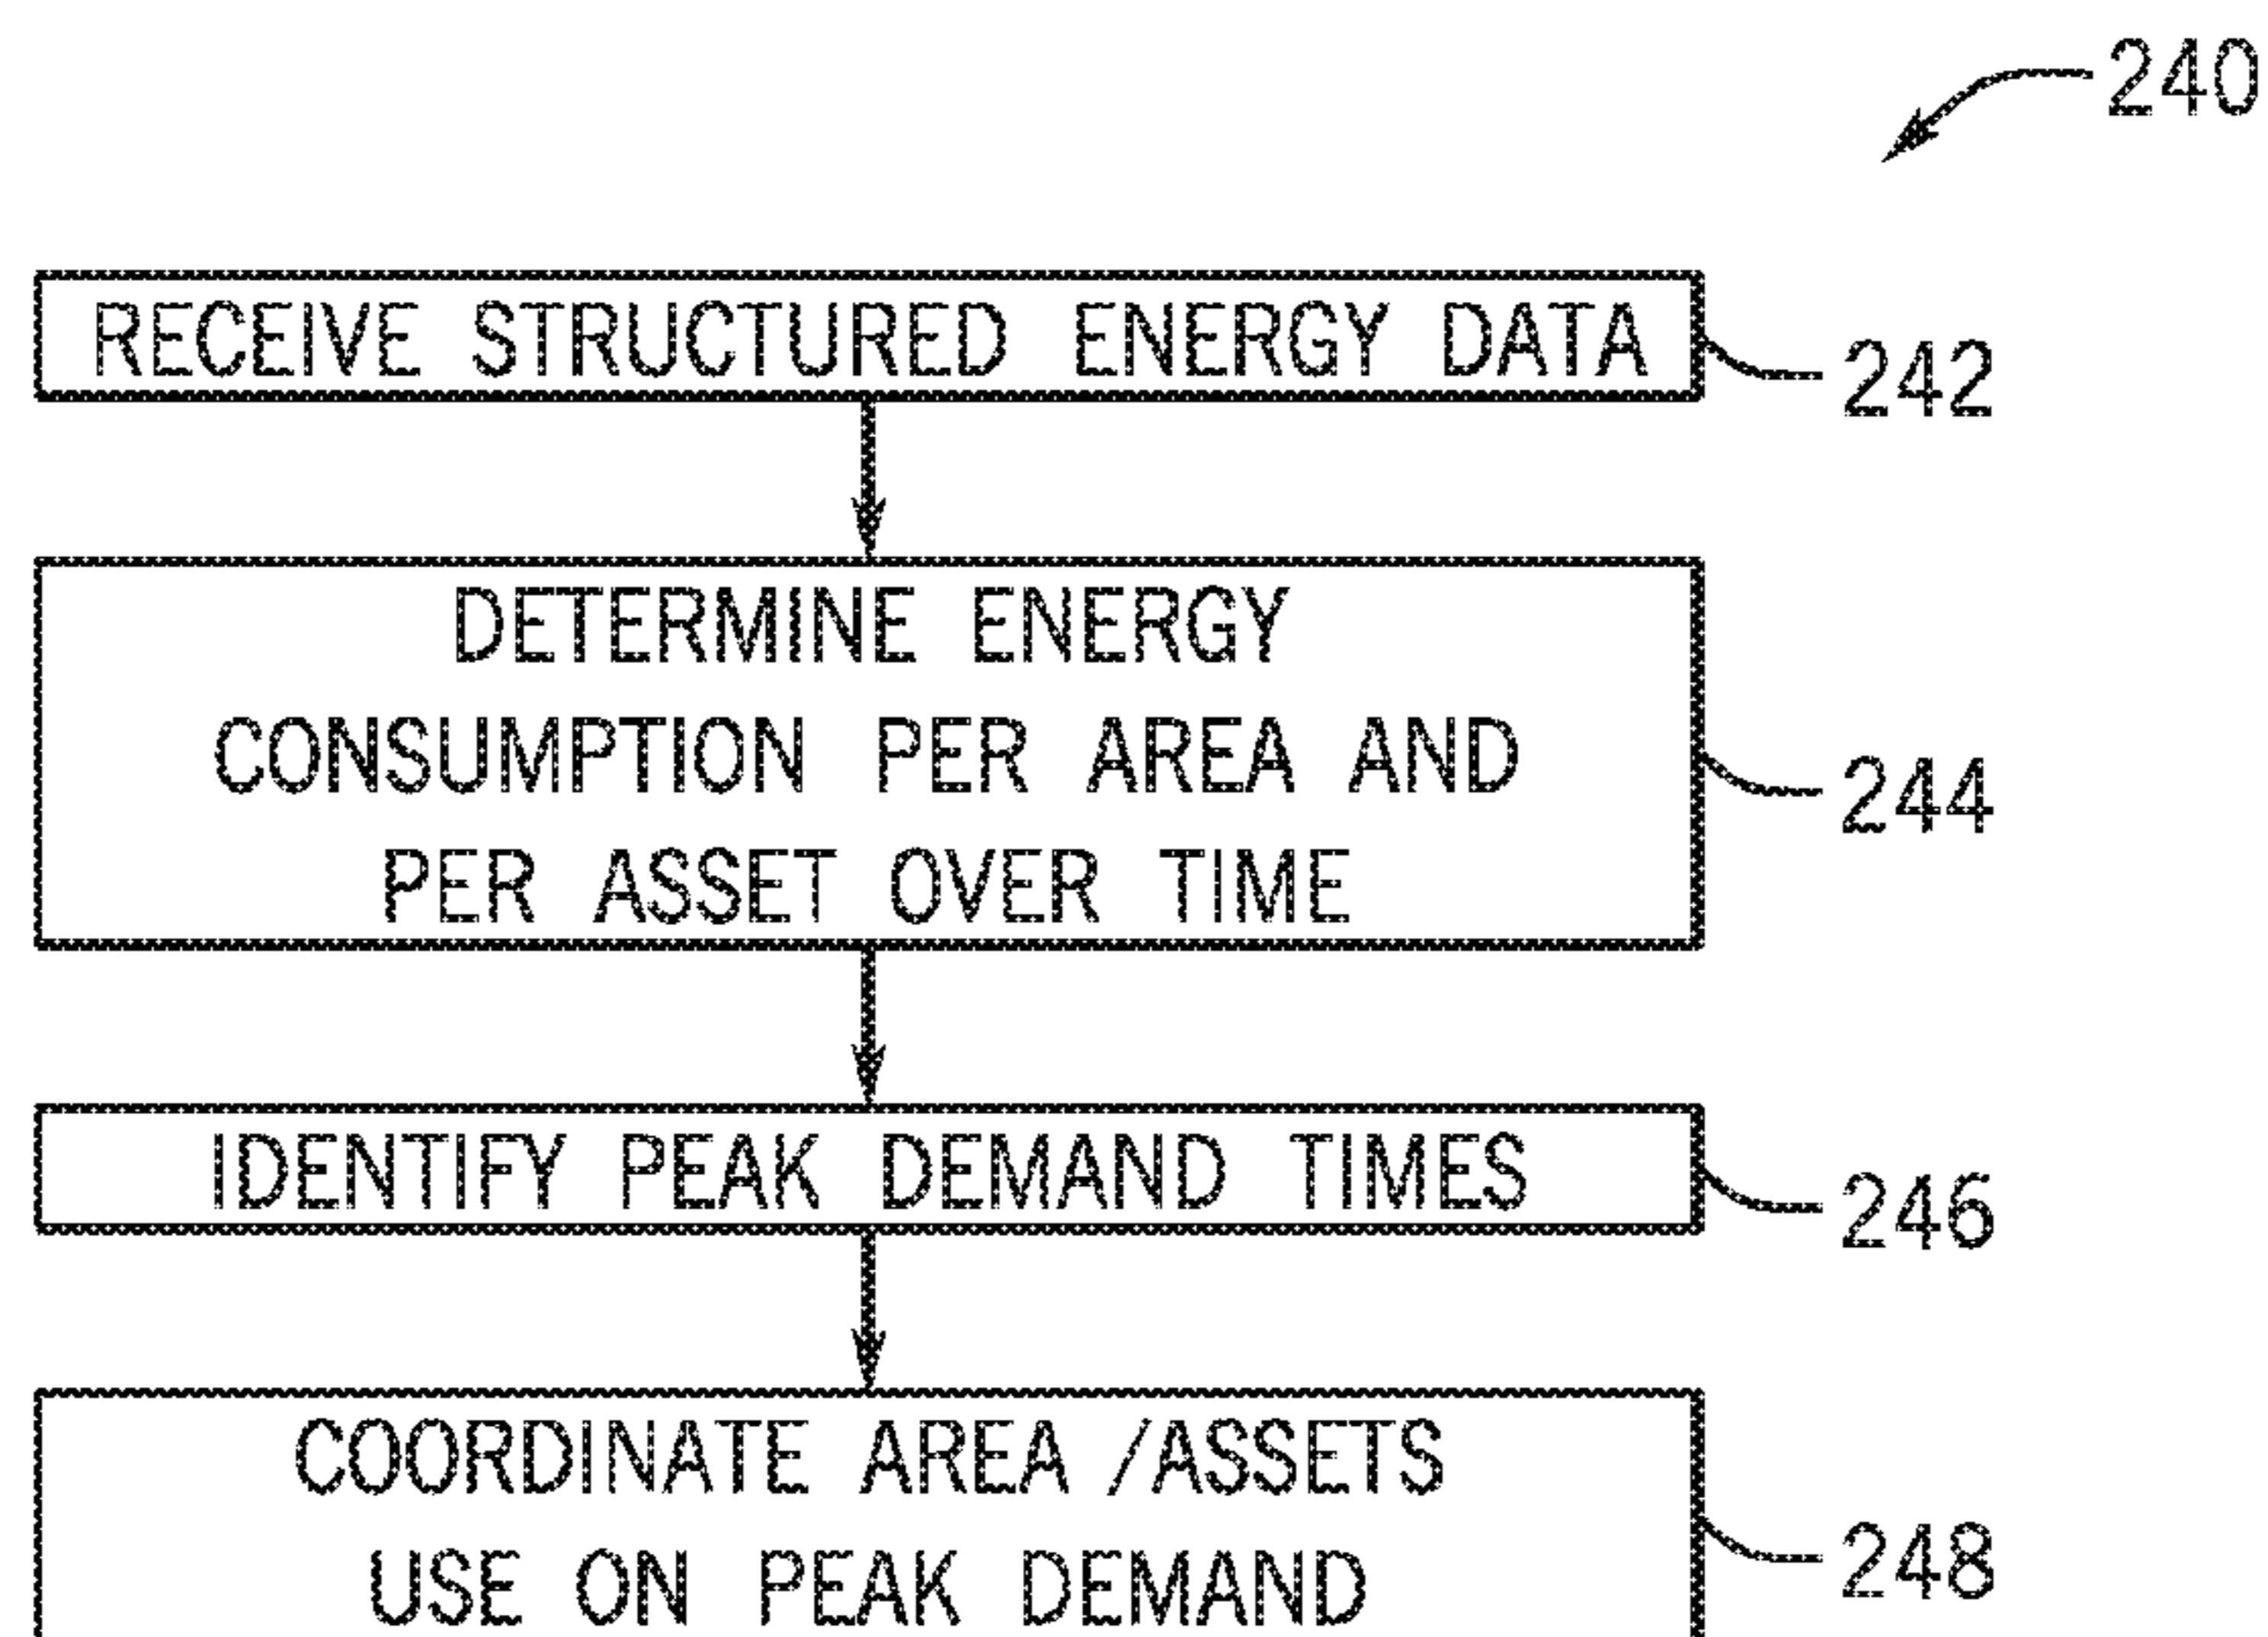 240
RECEIVE STRUCTURED ENERGY DATA
242
DETERMINE ENERGY
CONSUMPTION PER AREA AND
PER ASSET OVER TIME
244
IDENTIFY PEAK DEMAND TIMES
246
COORDINATE AREA /ASSETS
USE ON PEAK DEMAND
248